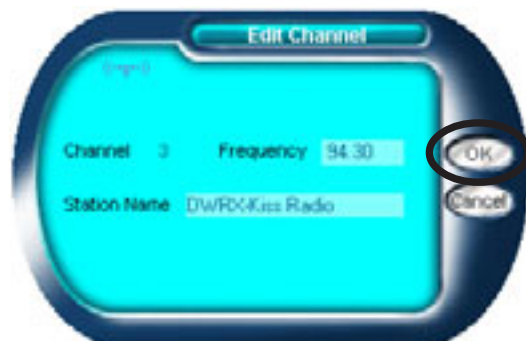 Edit Channel
Channel 3 Frequency 94.30 OK
Station Name DWRX-Kiss Radio Cancel